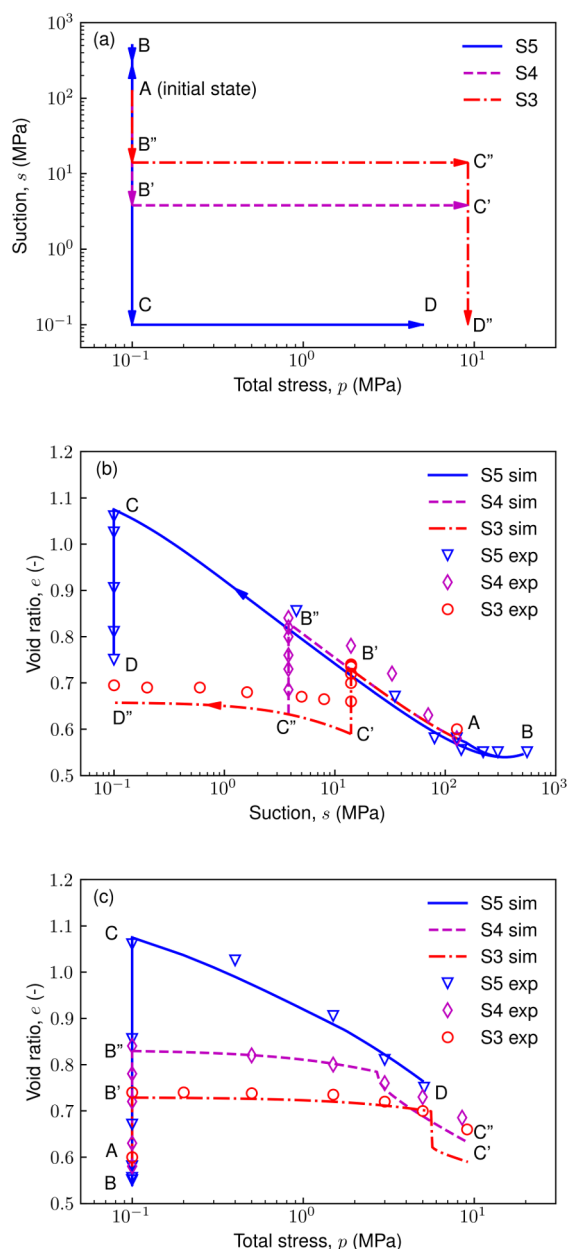 (a)
S5
S4
S3
B
A (initial state)
B"
C"
B'
C'
C
D
D"
10³
10²
10¹
10⁰
10⁻¹
Suction, s (MPa)
10⁻¹ 10⁰ 10¹
Total stress, p (MPa)
(b)
S5 sim
S4 sim
S3 sim
S5 exp
S4 exp
S3 exp
C
B"
B'
D
A
B
D"
C"
C'
1.2
1.1
1.0
0.9
0.8
0.7
0.6
0.5
Void ratio, e (-)
10⁻¹ 10⁰ 10¹ 10² 10³
Suction, s (MPa)
(c)
S5 sim
S4 sim
S3 sim
S5 exp
S4 exp
S3 exp
C
B"
B'
D
C"
A
C'
B
1.2
1.1
1.0
0.9
0.8
0.7
0.6
0.5
Void ratio, e (-)
10⁻¹ 10⁰ 10¹
Total stress, p (MPa)